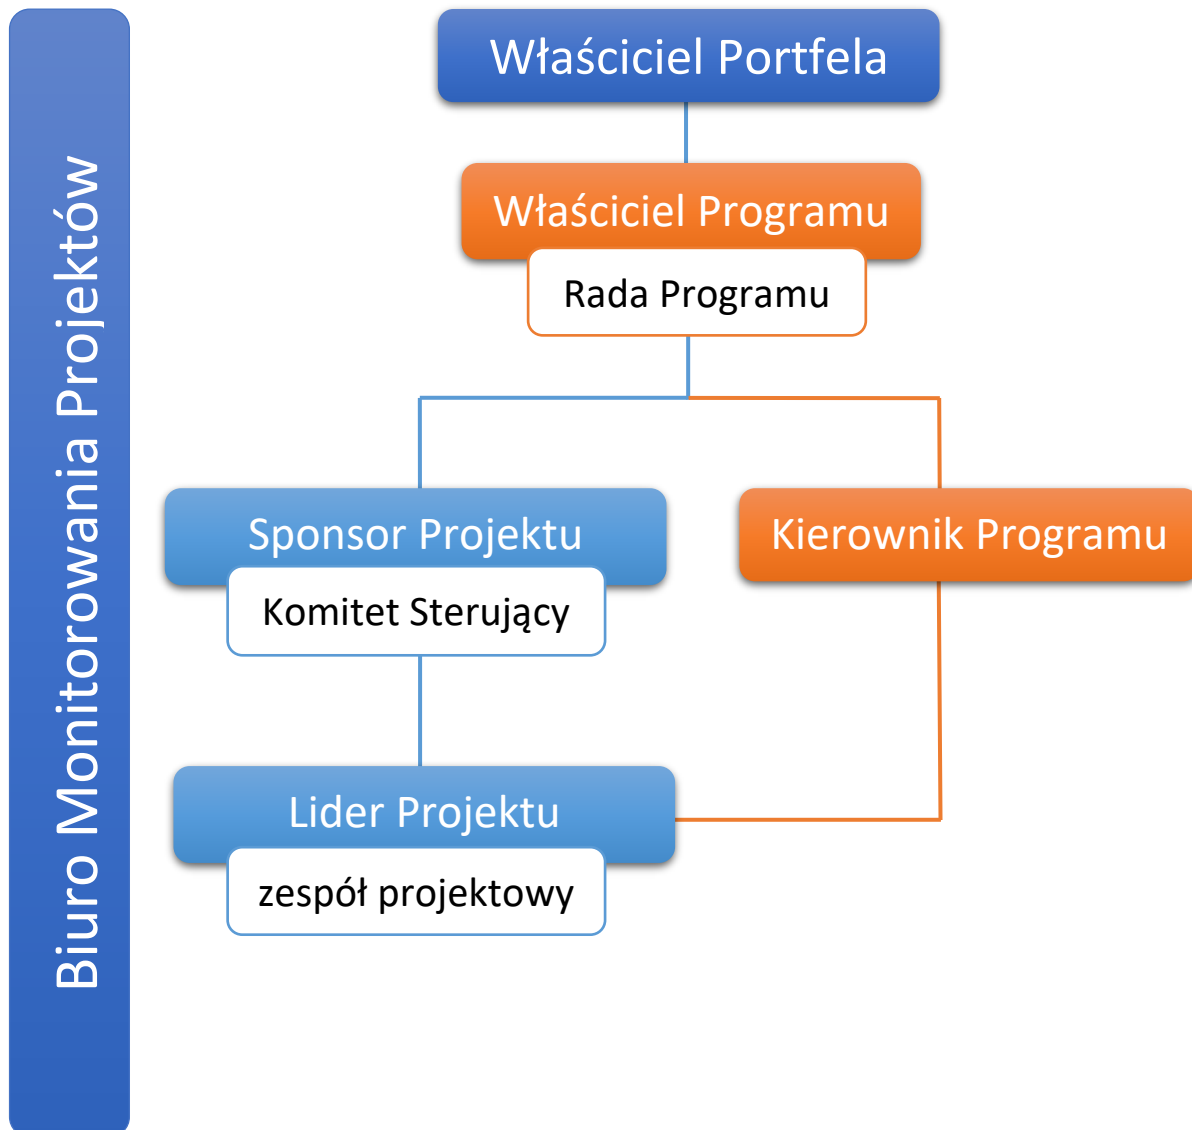 Biuro Monitorowania Projektów
Właściciel Portfela
Właściciel Programu
Rada Programu
Sponsor Projektu
Kierownik Programu
Komitet Sterujący
Lider Projektu
zespół projektowy